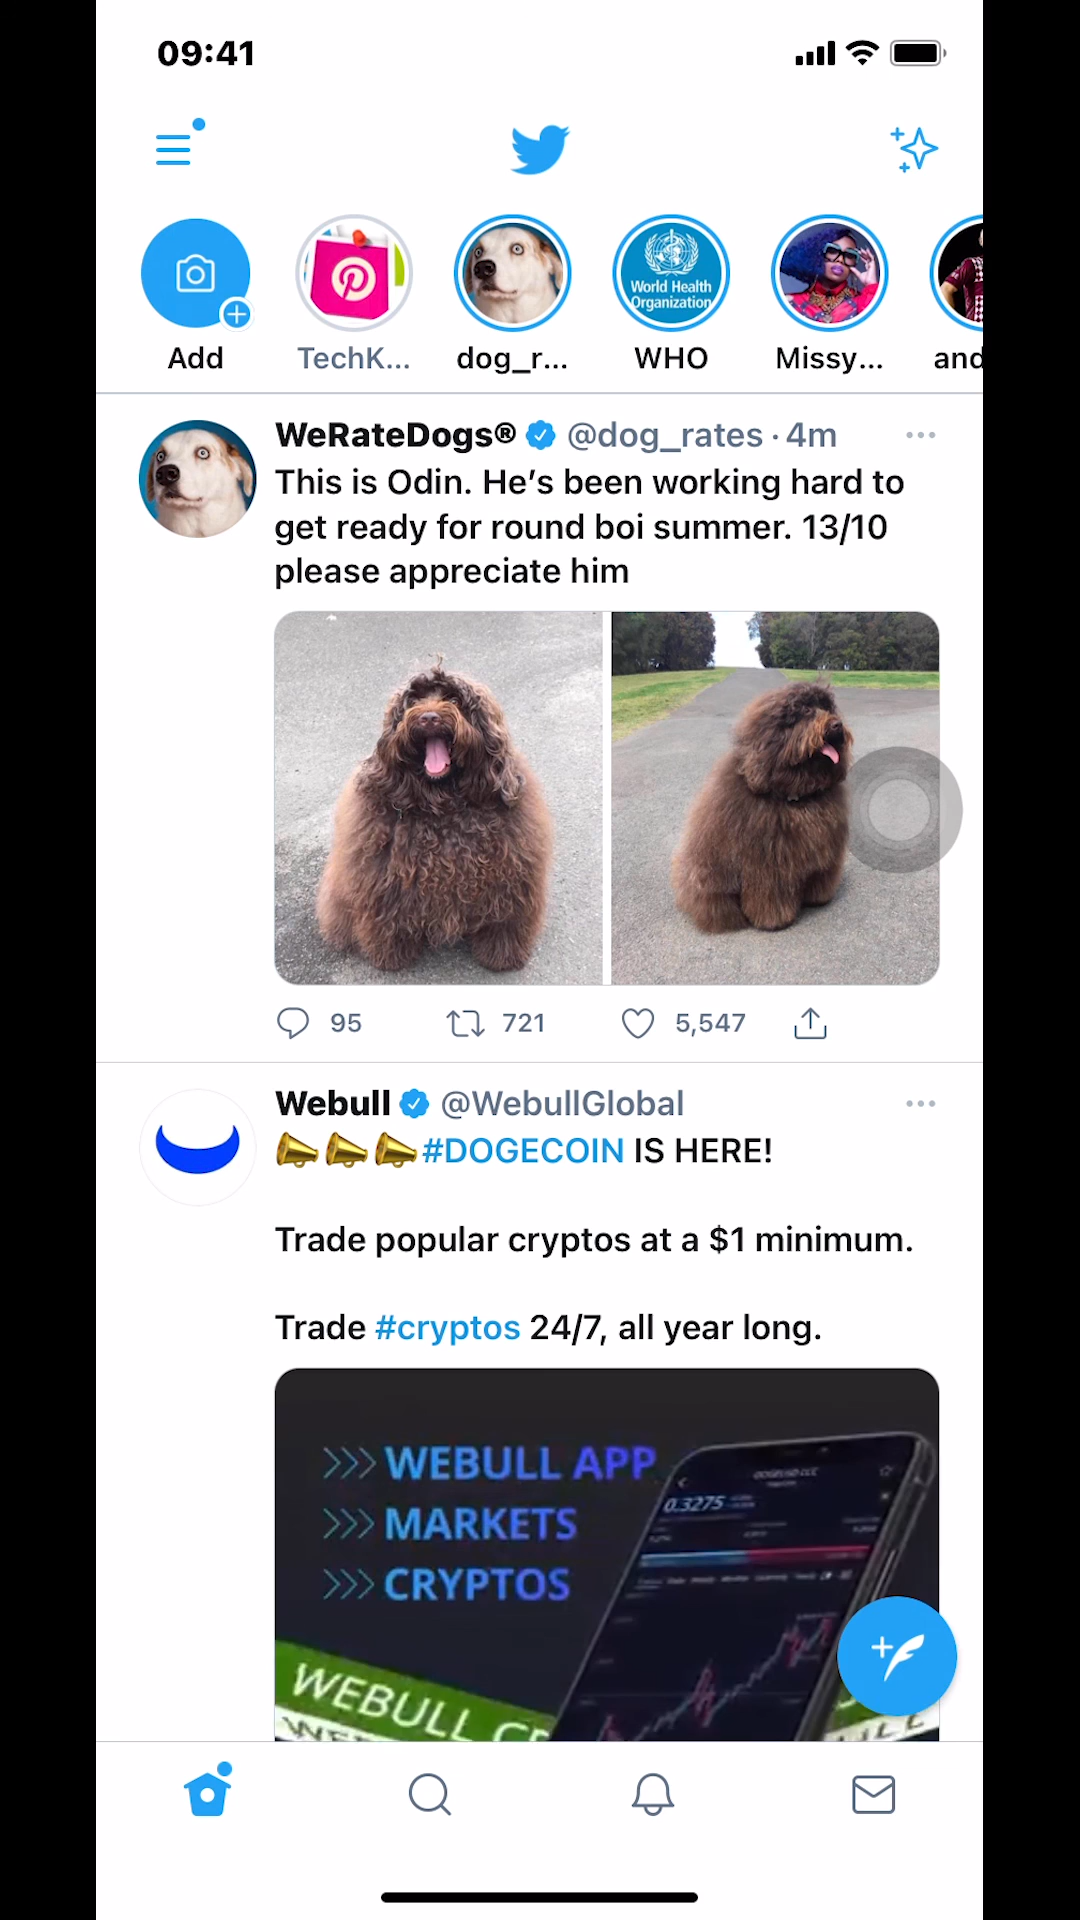 09:41
World Health
Organization
Add
TechK...
dog_r...
WHO
Missy...
and
WeRateDogs® @dog_rates · 4m
This is Odin. He’s been working hard to
get ready for round boi summer. 13/10
please appreciate him
95
721
5,547
Webull @WebullGlobal
#DOGECOIN IS HERE!
Trade popular cryptos at a $1 minimum.
Trade #cryptos 24/7, all year long.
>>> WEBULL APP
>>> MARKETS
>>> CRYPTOS
0.3275
WEBULL CR